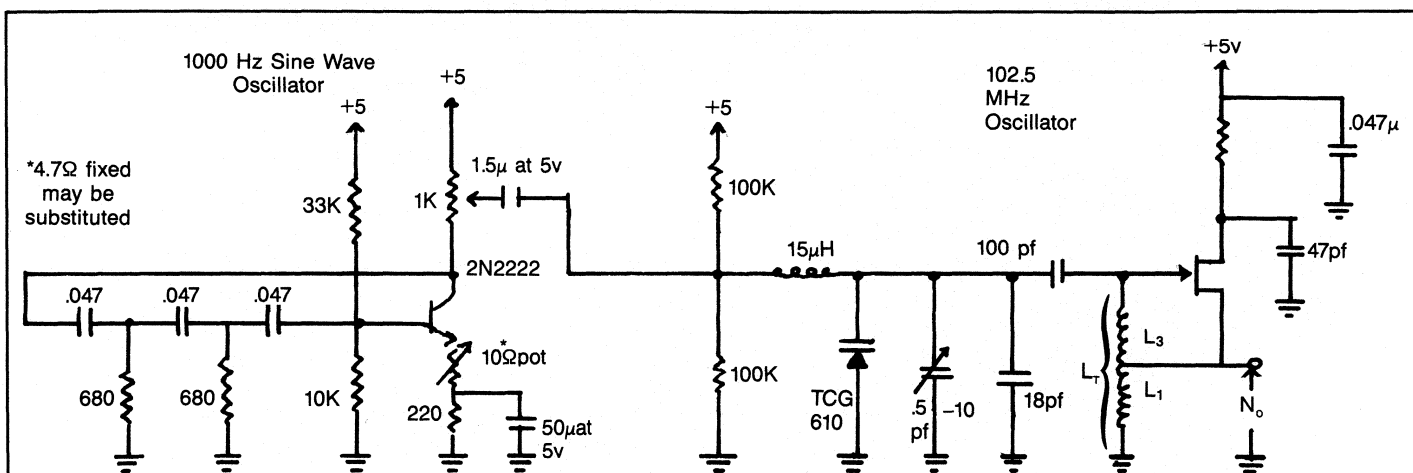 1000 Hz Sine Wave
Oscillator
+5
+5
*4.7Ω fixed
may be
substituted
33K
1K
1.5µ at 5v
2N2222
.047
.047
.047
680
680
10K
*
10Ωpot
220
50µat
5v
+5
100K
100K
15µH
TCG
610
.5
-10
pf
18pf
100 pf
102.5
MHz
Oscillator
+5v
.047µ
47pf
L3
LT
L1
No